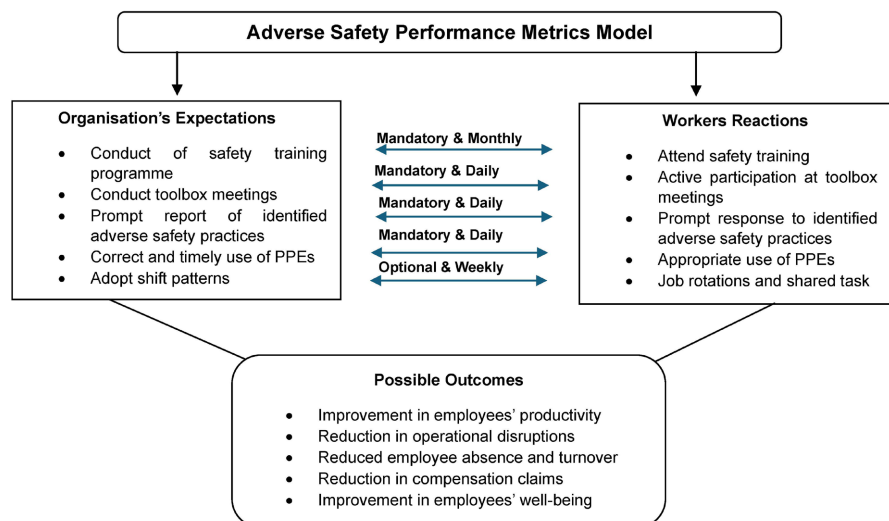 Adverse Safety Performance Metrics Model
Organisation’s Expectations
• Conduct of safety training
programme
• Conduct toolbox meetings
• Prompt report of identified
adverse safety practices
• Correct and timely use of PPEs
• Adopt shift patterns
Mandatory & Monthly
Mandatory & Daily
Mandatory & Daily
Mandatory & Daily
Optional & Weekly
Workers Reactions
• Attend safety training
• Active participation at toolbox
meetings
• Prompt response to identified
adverse safety practices
• Appropriate use of PPEs
• Job rotations and shared task
Possible Outcomes
• Improvement in employees’ productivity
• Reduction in operational disruptions
• Reduced employee absence and turnover
• Reduction in compensation claims
• Improvement in employees’ well-being